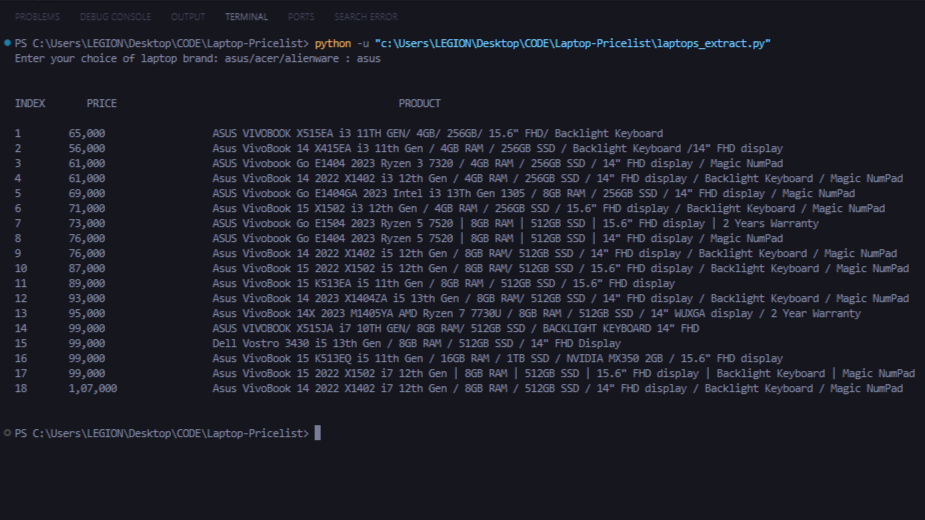 PROBLEMS DEBUG CONSOLE OUTPUT TERMINAL PORTS SEARCH ERROR
PS C:\Users\LEGION\Desktop\CODE\Laptop-Pricelist> python -u "c:\Users\LEGION\Desktop\CODE\Laptop-Pricelist\laptops_extract.py"
Enter your choice of laptop brand: asus/acer/alienware : asus
INDEX PRICE PRODUCT
1 65,000 ASUS VIVOBOOK X515EA i3 11TH GEN/ 4GB/ 256GB/ 15.6" FHD/ Backlight Keyboard
2 56,000 Asus VivoBook 14 X415EA i3 11th Gen / 4GB RAM / 256GB SSD / Backlight Keyboard /14" FHD display
3 61,000 Asus Vivobook Go E1404 2023 Ryzen 3 7320 / 4GB RAM / 256GB SSD / 14" FHD display / Magic NumPad
4 61,000 Asus VivoBook 14 2022 X1402 i3 12th Gen / 4GB RAM / 256GB SSD / 14" FHD display / Backlight Keyboard / Magic NumPad
5 69,000 Asus VivoBook Go E1404GA 2023 Intel i3 13Th Gen 1305 / 8GB RAM / 256GB SSD / 14" FHD display / Magic NumPad
6 71,000 Asus VivoBook 15 X1502 i3 12th Gen / 4GB RAM / 256GB SSD / 15.6" FHD display / Backlight Keyboard / Magic NumPad
7 73,000 Asus Vivobook Go E1504 2023 Ryzen 5 7520 | 8GB RAM | 512GB SSD | 15.6" FHD display | 2 Years Warranty
8 76,000 Asus Vivobook Go E1404 2023 Ryzen 5 7520 | 8GB RAM | 512GB SSD | 14" FHD display / Magic NumPad
9 76,000 Asus VivoBook 14 2022 X1402 i5 12th Gen / 8GB RAM/ 512GB SSD / 14" FHD display / Backlight Keyboard / Magic NumPad
10 87,000 Asus VivoBook 15 2022 X1502 i5 12th Gen / 8GB RAM/ 512GB SSD / 15.6" FHD display / Backlight Keyboard / Magic NumPad
11 89,000 Asus VivoBook 15 K513EA i5 11th Gen / 8GB RAM/ 512GB SSD / 15.6" FHD display
12 93,000 Asus VivoBook 14 2023 X1404ZA i5 13th Gen / 8GB RAM/ 512GB SSD / 14" FHD display / Backlight Keyboard / Magic NumPad
13 95,000 Asus VivoBook 14X 2023 M1405YA AMD Ryzen 7 7730U / 8GB RAM / 512GB SSD / 14" WUXGA display / 2 Year Warranty
14 99,000 ASUS VIVOBOOK X515JA i7 10TH GEN/ 8GB RAM/ 512GB SSD / BACKLIGHT KEYBOARD 14" FHD
15 99,000 Dell Vostro 3430 i5 13th Gen / 8GB RAM / 512GB SSD / 14" FHD Display
16 99,000 Asus VivoBook 15 K513EQ i5 11th Gen / 16GB RAM / 1TB SSD / NVIDIA MX350 2GB / 15.6" FHD display
17 99,000 Asus VivoBook 15 2022 X1502 i7 12th Gen | 8GB RAM | 512GB SSD | 15.6" FHD display | Backlight Keyboard | Magic NumPad
18 1,07,000 Asus VivoBook 14 2022 X1402 i7 12th Gen / 8GB RAM / 512GB SSD / 14" FHD display / Backlight Keyboard / Magic NumPad
PS C:\Users\LEGION\Desktop\CODE\Laptop-Pricelist>